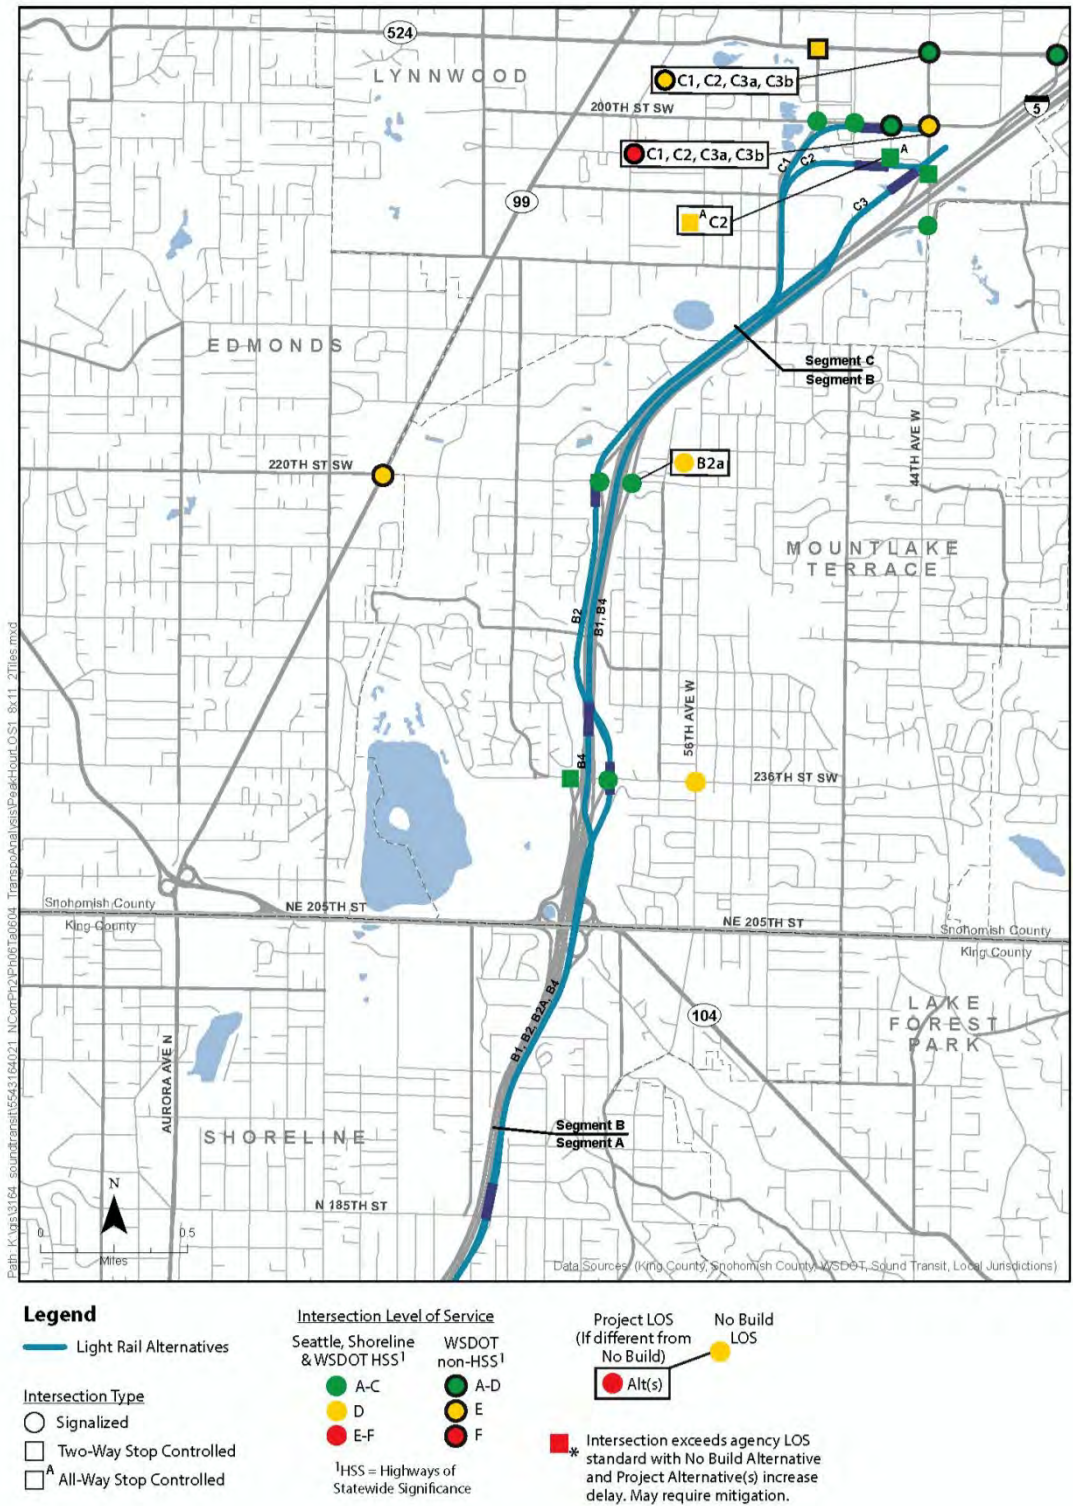 524
LYNNWOOD
C1, C2, C3a, C3b
200TH ST SW
5
C1, C2, C3a, C3b
A
C1
C2
99
C3
A C2
EDMONDS
Segment C
Segment B
44TH AVE W
220TH ST SW
B2a
MOUNTLAKE
TERRACE
B2
B1, B4
56TH AVE W
B4
236TH ST SW
Snohomish County
King County
NE 205TH ST
NE 205TH ST
Snohomish County
King County
B1, B2, B2A, B4
104
LAKE
FOREST
PARK
AURORA AVE N
SHORELINE
Segment B
Segment A
N
N 185TH ST
0 0.5
Miles
Data Sources: (King County, Snohomish County, WSDOT, Sound Transit, Local Jurisdictions)
Legend
Light Rail Alternatives
Intersection Type
Signalized
Two-Way Stop Controlled
A All-Way Stop Controlled
Intersection Level of Service
Seattle, Shoreline
& WSDOT HSS1
A-C
D
E-F
WSDOT
non-HSS1
A-D
E
F
1HSS = Highways of
Statewide Significance
Project LOS
(If different from
No Build)
Alt(s)
No Build
LOS
* Intersection exceeds agency LOS
standard with No Build Alternative
and Project Alternative(s) increase
delay. May require mitigation.